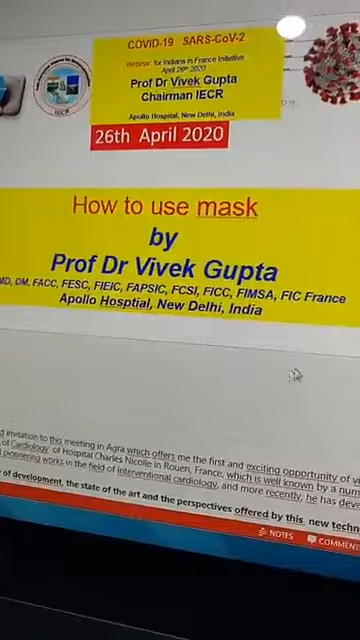 COVID-19 SARS-CoV-2
Webinar for Indians in France Initiative
April 26th 2020
Prof Dr Vivek Gupta
Chairman IECR
Apollo Hospital, New Delhi, India
26th April 2020
IECR
How to use mask
by
Prof Dr Vivek Gupta
MD, DM, FACC, FESC, FIEIC, FAPSIC, FCSI, FICC, FIMSA, FIC France
Apollo Hosptial, New Delhi, India
d invitation to this meeting in Agra which offers me the first and exciting opportunity of
of Cardiology of Hospital Charles Nicolle in Rouen, France, which is well known by a
pioneering works in the field of interventional cardiology, and more recently, he has
of development, the state of the art and the perspectives offered by this new
NOTES